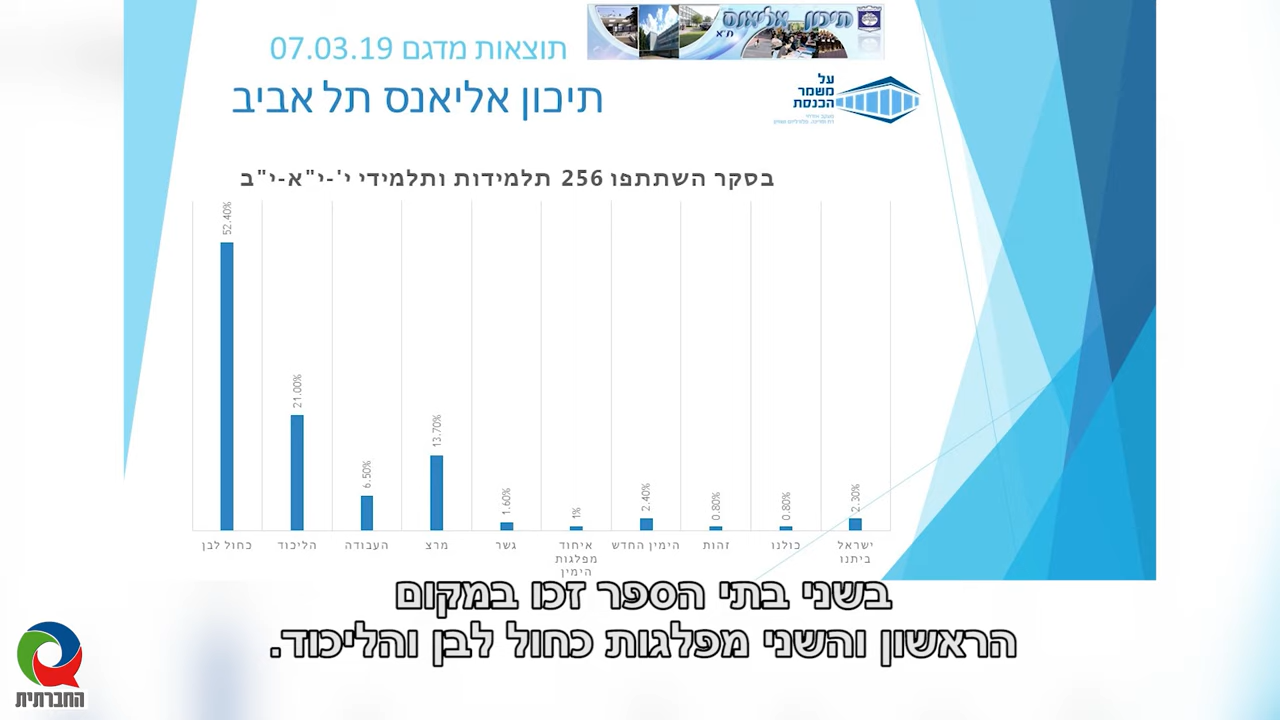 תיכון אליאנס
ת״א
תוצאות מדגם 07.03.19
תיכון אליאנס תל אביב
על
משמר
הכנסת
בסקר השתתפו 256 תלמידות ותלמידי י'-י"א-י"ב
52.40%
21.00%
6.50%
13.70%
1.60%
1%
2.40%
0.80%
0.80%
2.30%
כחול לבן
הליכוד
העבודה
מרצ
גשר
איחוד
מפלגות
הימין
הימין החדש
זהות
כולנו
ישראל
ביתנו
בשני בתי הספר זכו במקום
הראשון והשני מפלגות כחול לבן והליכוד.
החברתית